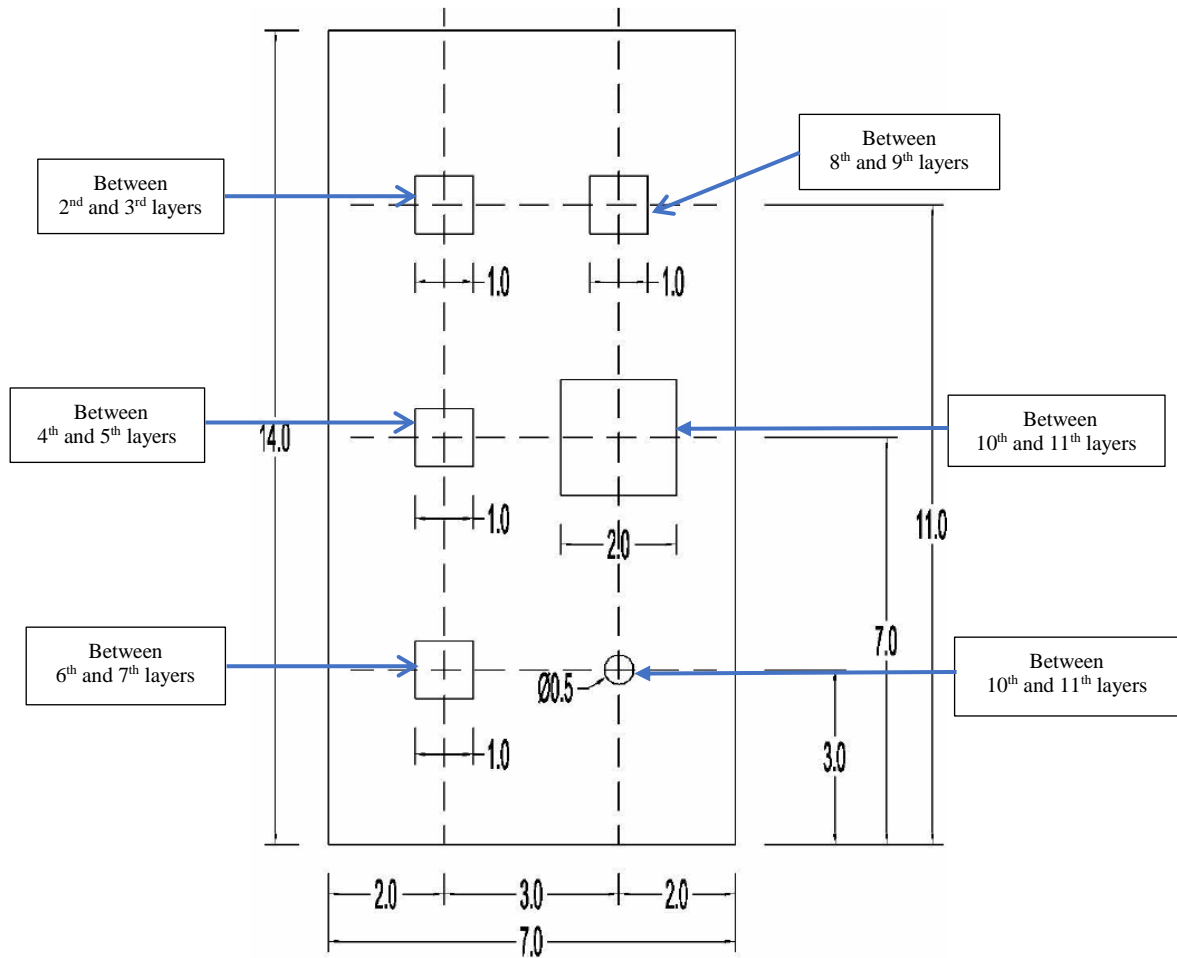 Between
8th and 9th layers
Between
2nd and 3rd layers
1.0
1.0
Between
4th and 5th layers
14.0
Between
10th and 11th layers
1.0
2.0
11.0
Between
6th and 7th layers
7.0
Between
10th and 11th layers
Ø0.5
1.0
3.0
2.0
3.0
2.0
7.0